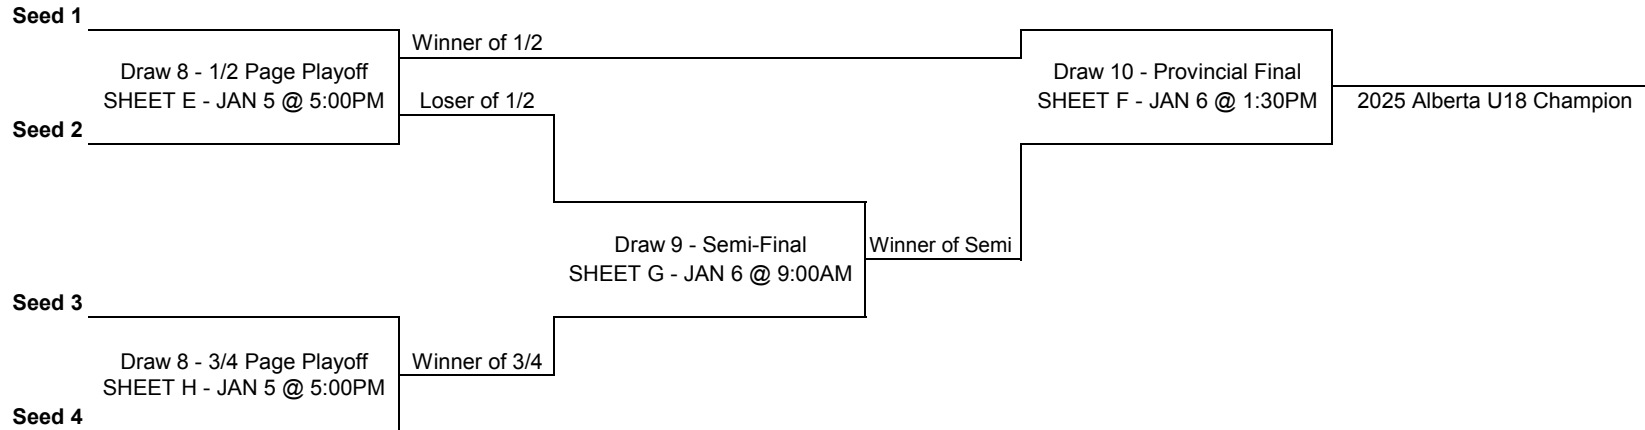 Seed 1
Winner of 1/2
Draw 8 - 1/2 Page Playoff
SHEET E - JAN 5 @ 5:00PM
Loser of 1/2
Seed 2
Draw 10 - Provincial Final
SHEET F - JAN 6 @ 1:30PM
2025 Alberta U18 Champion
Draw 9 - Semi-Final
SHEET G - JAN 6 @ 9:00AM
Winner of Semi
Seed 3
Draw 8 - 3/4 Page Playoff
SHEET H - JAN 5 @ 5:00PM
Winner of 3/4
Seed 4